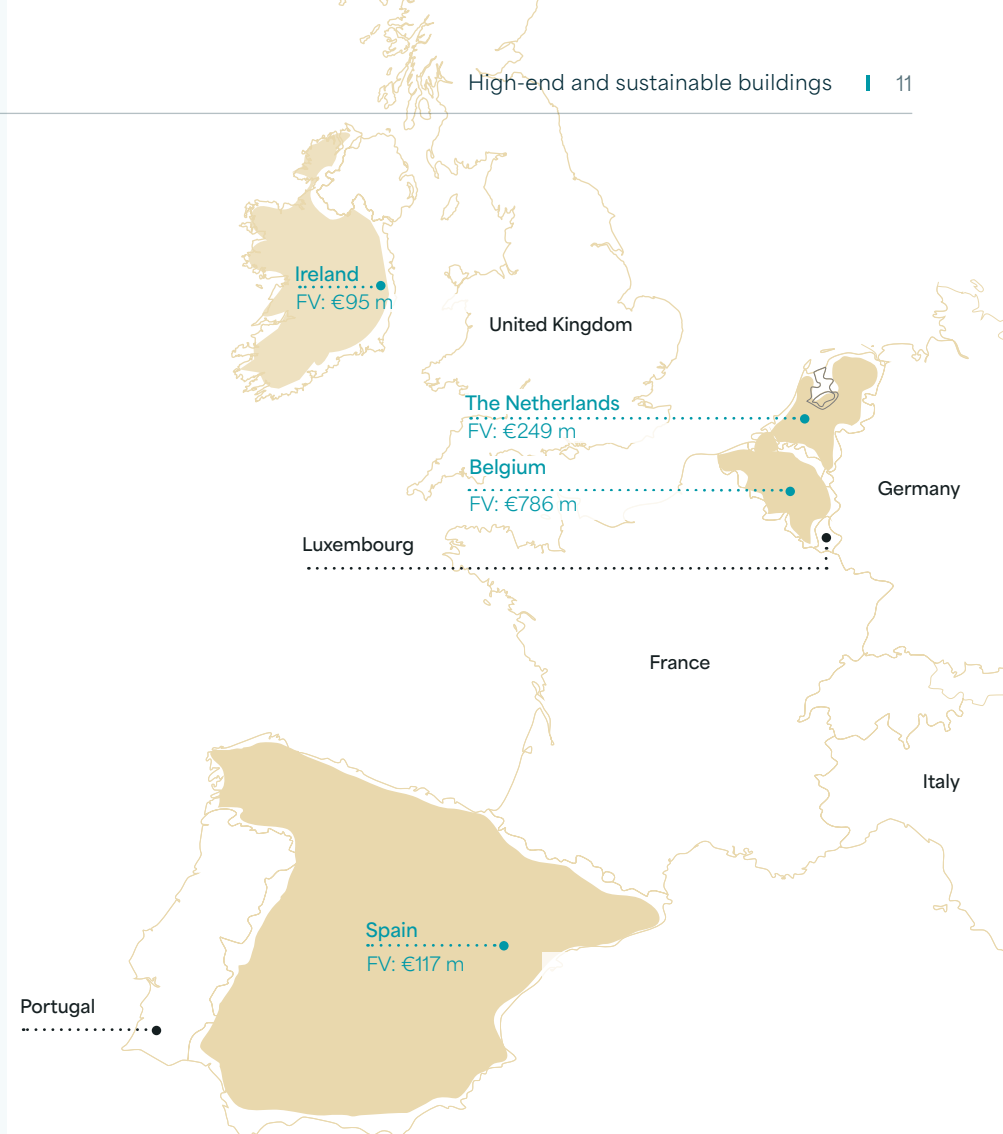 High-end and sustainable buildings 11
Ireland
FV: €95 m
United Kingdom
The Netherlands
FV: €249 m
Belgium
FV: €786 m
Germany
Luxembourg
France
Italy
Spain
FV: €117 m
Portugal